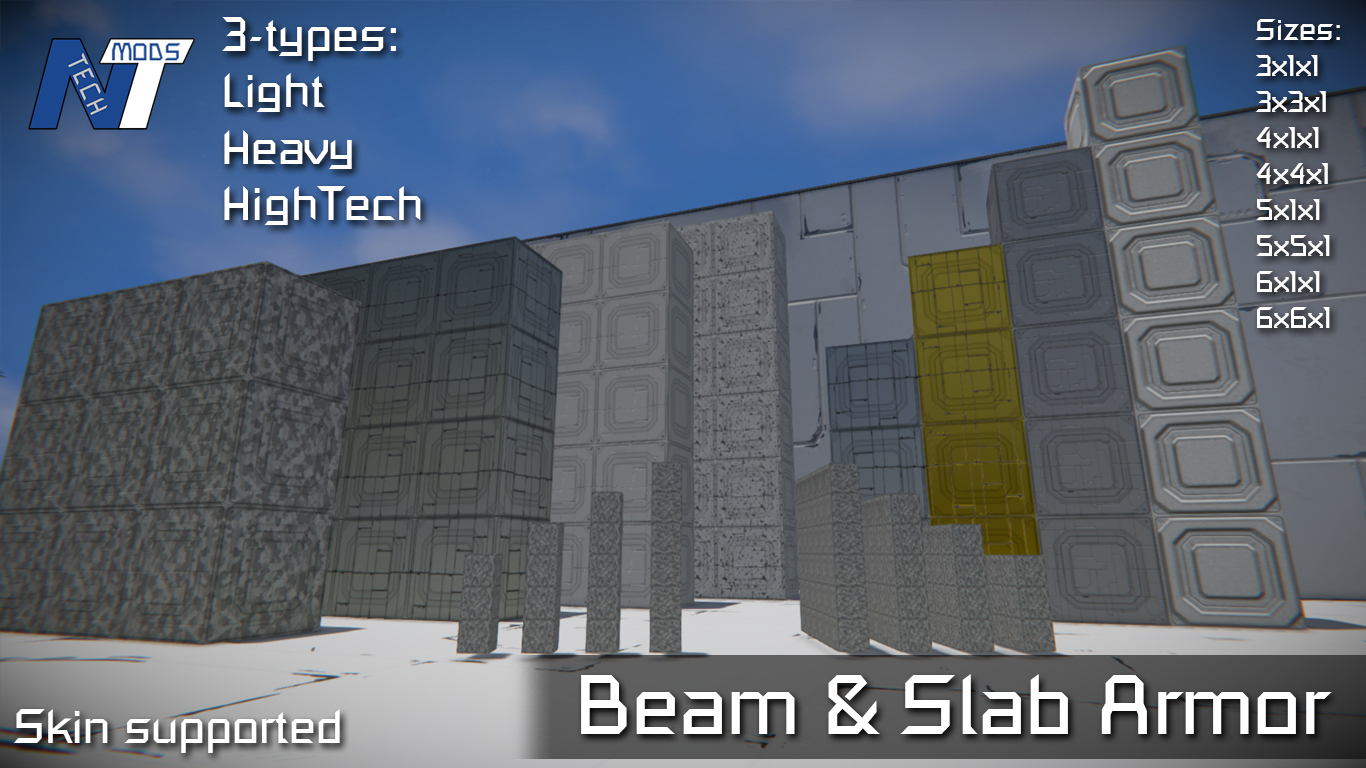 NT
TECH
MODS
3-types:
Light
Heavy
HighTech
Sizes:
3x1x1
3x3x1
4x1x1
4x4x1
5x1x1
5x5x1
6x1x1
6x6x1
Skin supported
Beam & Slab Armor